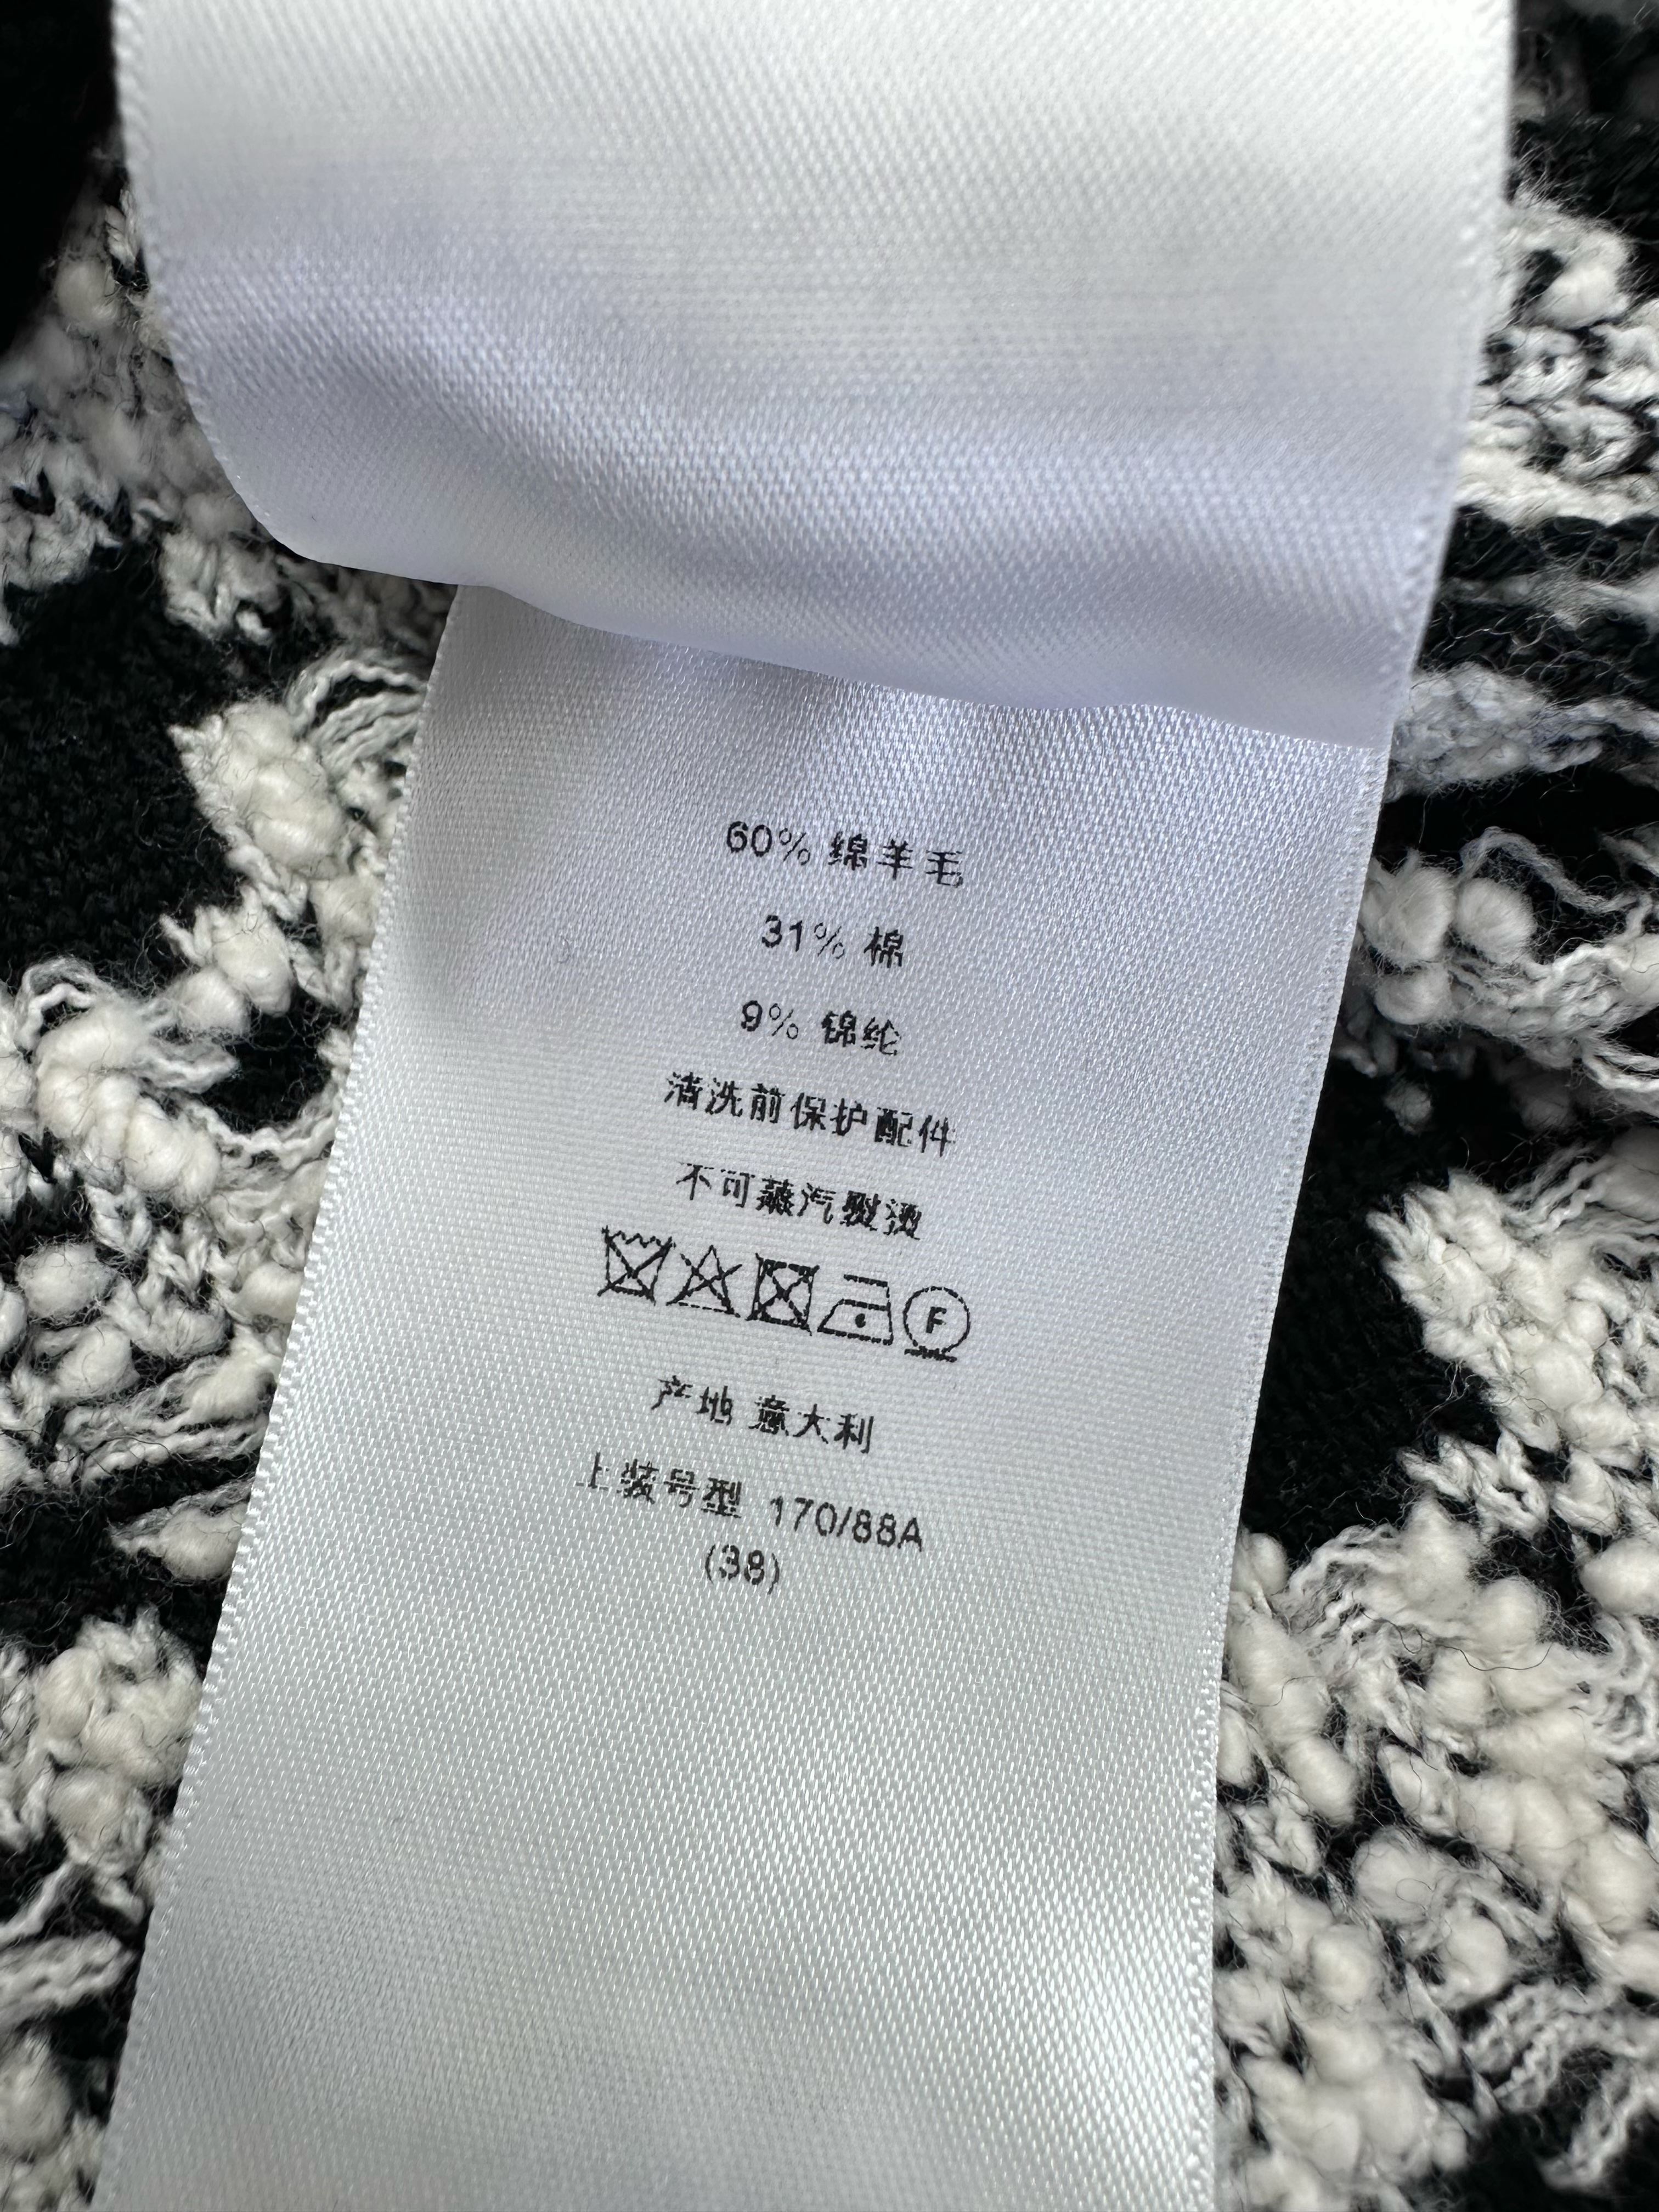 60% 绵羊毛
31% 棉
9% 锦纶
清洗前保护配件
不可蒸汽熨烫
F
产地 意大利
上装号型 170/88A
(38)